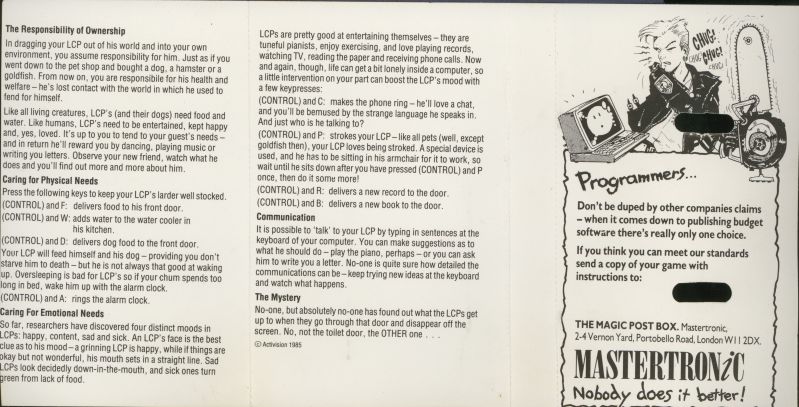 The Responsibility of Ownership
In dragging your LCP out of his world and into your own
environment, you assume responsibility for him. Just as if you
went down to the pet shop and bought a dog, a hamster or a
goldfish. From now on, you are responsibile for his health and
welfare – he's lost contact with the world in which he used to
fend for himself.
Like all living creatures, LCP's (and their dogs) need food and
water. Like humans, LCP's need to be entertained, kept happy
and, yes, loved. It's up to you to tend to your guest's needs –
and in return he'll reward you by dancing, playing music or
writing you letters. Observe your new friend, watch what he
does and you'll find out more and more about him.
Caring for Physical Needs
Press the following keys to keep your LCP's larder well stocked.
(CONTROL) and F: delivers food to his front door.
(CONTROL) and W: adds water to the water cooler in
his kitchen.
(CONTROL) and D: delivers dog food to the front door.
Your LCP will feed himself and his dog – providing you don't
starve him to death – but he is not always that good at waking
up. Oversleeping is bad for LCP's so if your chum spends too
long in bed, wake him up with the alarm clock.
(CONTROL) and A: rings the alarm clock.
Caring For Emotional Needs
So far, researchers have discovered four distinct moods in
LCPs: happy, content, sad and sick. An LCP's face is the best
clue as to his mood – a grinning LCP is happy, while if things are
okay but not wonderful, his mouth sets in a straight line. Sad
LCPs look decidedly down-in-the-mouth, and sick ones turn
green from lack of food.
LCPs are pretty good at entertaining themselves – they are
tuneful pianists, enjoy exercising, and love playing records,
watching TV, reading the paper and receiving phone calls. Now
and again, though, life can get a bit lonely inside a computer, so
a little intervention on your part can boost the LCP's mood with
a few keypresses:
(CONTROL) and C: makes the phone ring – he'll love a chat,
and you'll be bemused by the strange language he speaks in.
And just who is he talking to?
(CONTROL) and P: strokes your LCP – like all pets (well, except
goldfish then), your LCP loves being stroked. A special device is
used, and he has to be sitting in his armchair for it to work, so
wait until he sits down after you have pressed (CONTROL) and P
once, then do it some more!
(CONTROL) and R: delivers a new record to the door.
(CONTROL) and B: delivers a new book to the door.
Communication
It is possible to 'talk' to your LCP by typing in sentences at the
keyboard of your computer. You can make suggestions as to
what he should do – play the piano, perhaps – or you can ask
him to write you a letter. No-one is quite sure how detailed the
communications can be – keep trying new ideas at the keyboard
and watch what happens.
The Mystery
No-one, but absolutely no-one has found out what the LCPs get
up to when they go through that door and disappear off the
screen. No, not the toilet door, the OTHER one . . .
© Activision 1985
CHUG!
CHUG CHUG!
CHUG!
Programmers...
Don't be duped by other companies claims
– when it comes down to publishing budget
software there's really only one choice.
If you think you can meet our standards
send a copy of your game with
instructions to:
THE MAGIC POST BOX. Mastertronic,
2-4 Vernon Yard, Portobello Road, London W11 2DX.
MASTERTRONiC
Nobody does it better!